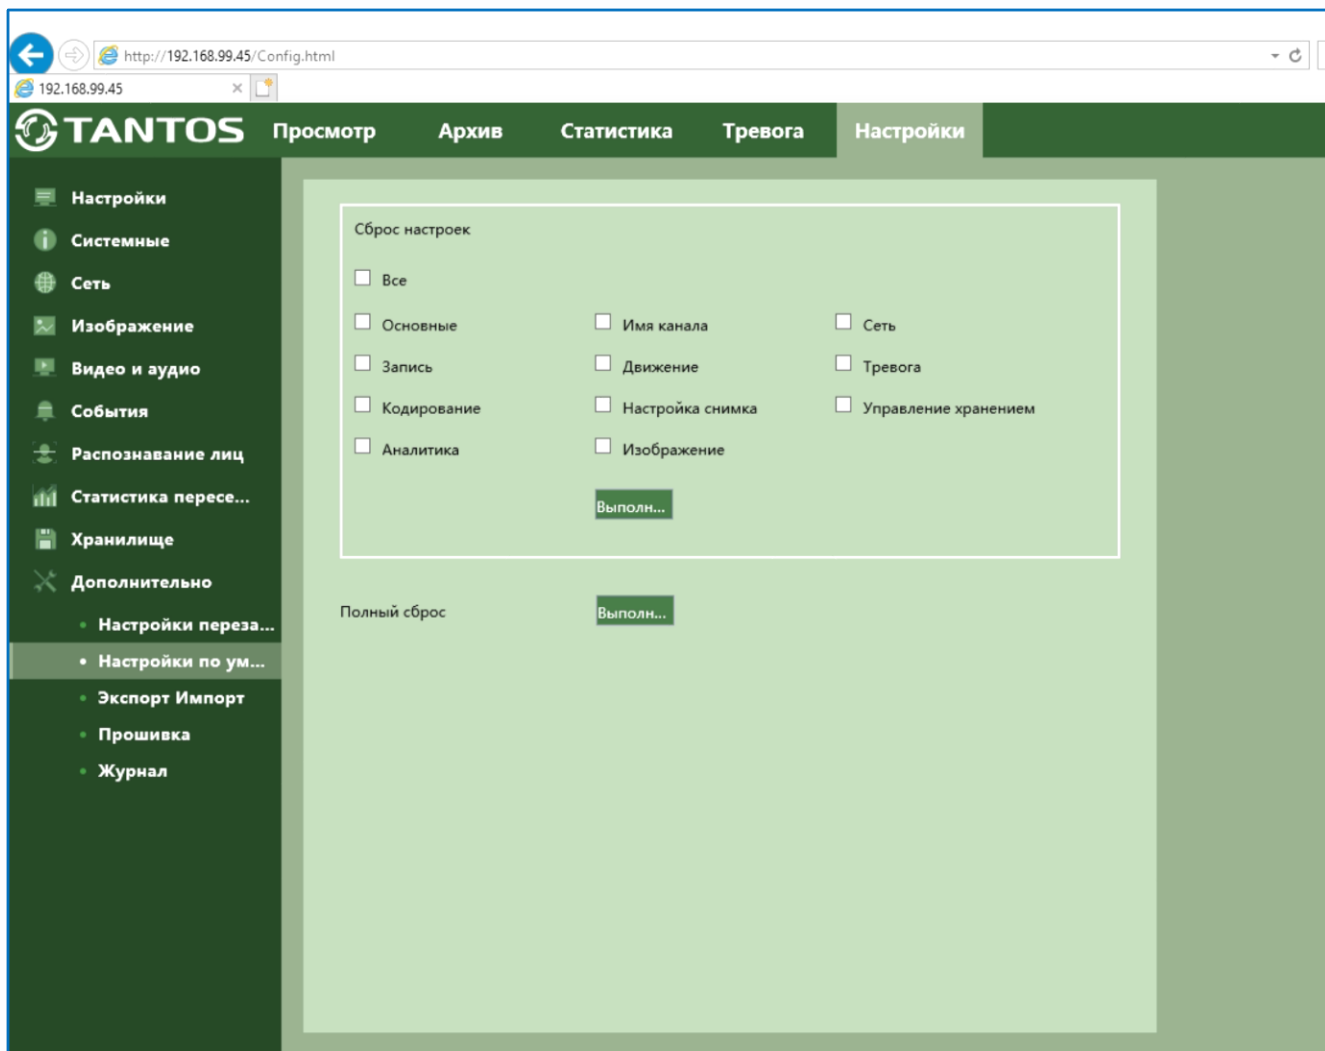 http://192.168.99.45/Config.html
192.168.99.45
TANTOS Просмотр Архив Статистика Тревога Настройки
Настройки
Системные
Сеть
Изображение
Видео и аудио
События
Распознавание лиц
Статистика пересе...
Хранилище
Дополнительно
Настройки переза...
Настройки по ум...
Экспорт Импорт
Прошивка
Журнал
Сброс настроек
Все
Основные Имя канала Сеть
Запись Движение Тревога
Кодирование Настройка снимка Управление хранением
Аналитика Изображение
Выполн...
Полный сброс Выполн...